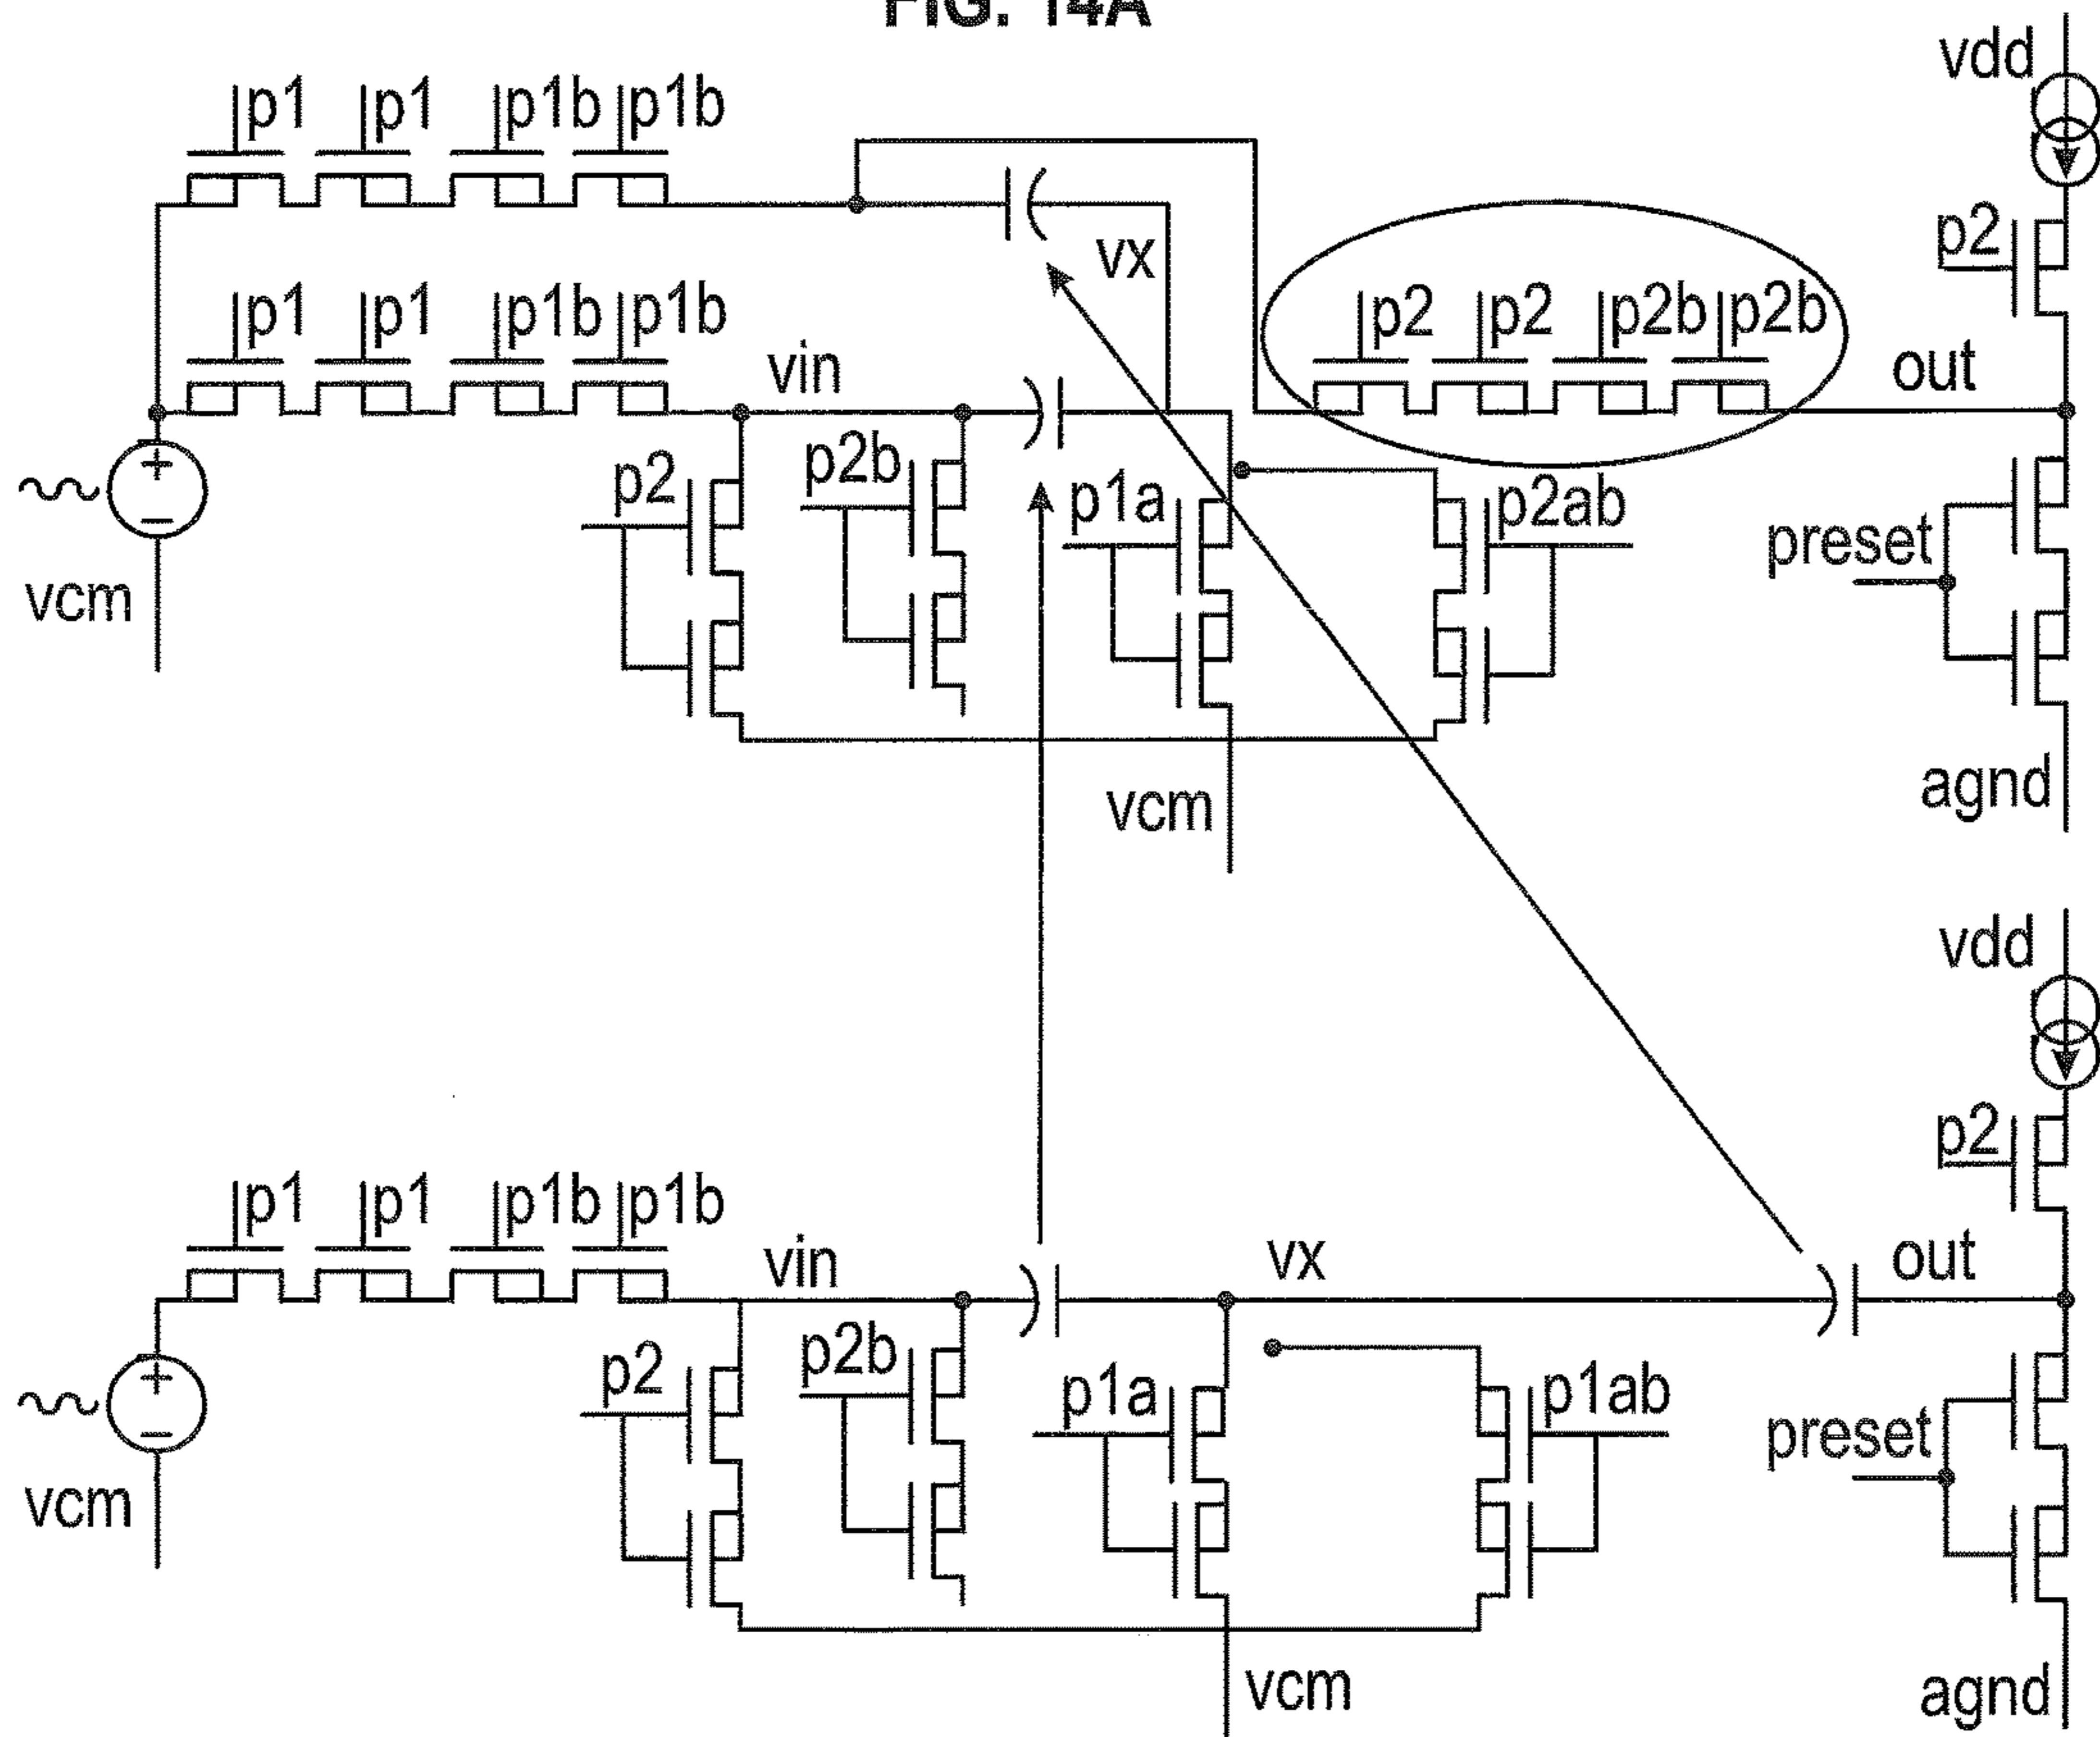 FIG. 14A
vdd
p1 p1 p1b p1b
p2
vx
p1 p1 p1b p1b
p2 p2 p2b p2b
vin
out
p2 p2b p1a p2ab
preset
vcm
vcm
agnd
vdd
p2
p1 p1 p1b p1b
vin vx out
p2 p2b p1a p1ab
preset
vcm
vcm
agnd